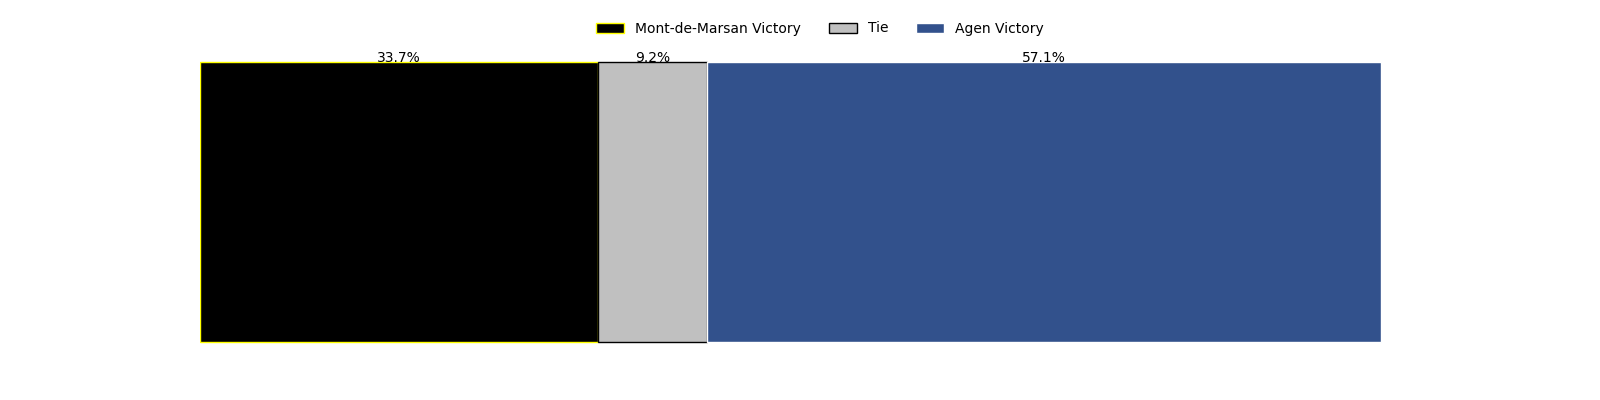 Mont-de-Marsan Victory Tie Agen Victory
33.7% 9.2% 57.1%